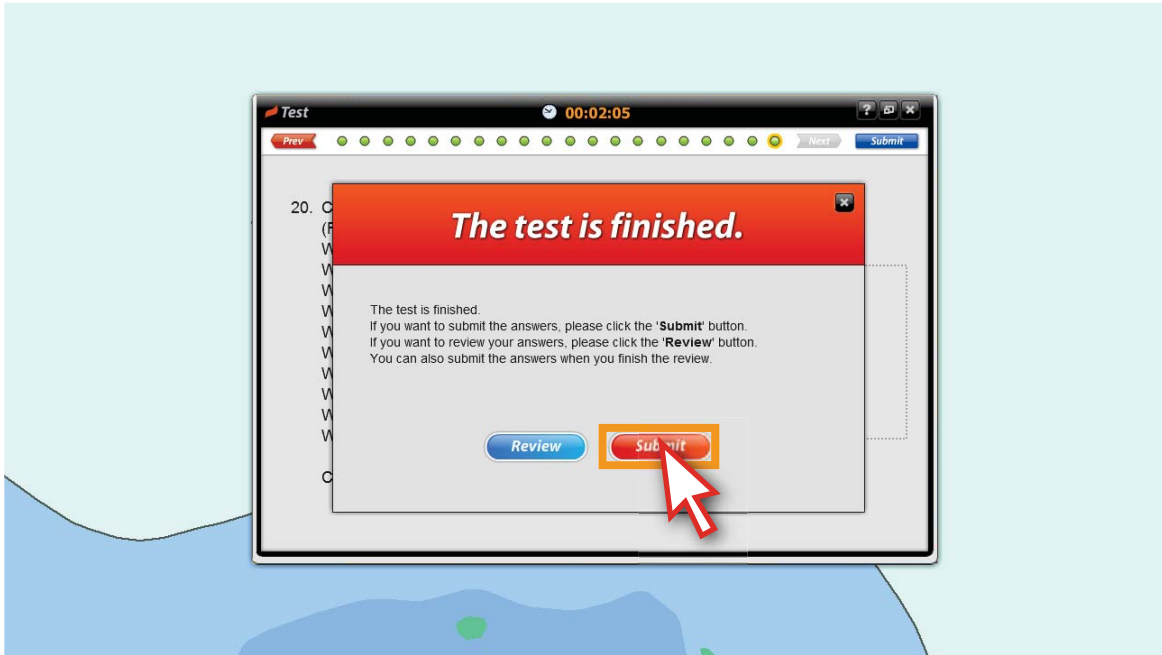 Test
00:02:05
?
Prev
Next
Submit
20. C
(F
W
W
W
W
W
W
W
W
W
W
C
The test is finished.
The test is finished.
If you want to submit the answers, please click the 'Submit' button.
If you want to review your answers, please click the 'Review' button.
You can also submit the answers when you finish the review.
Review
Submit